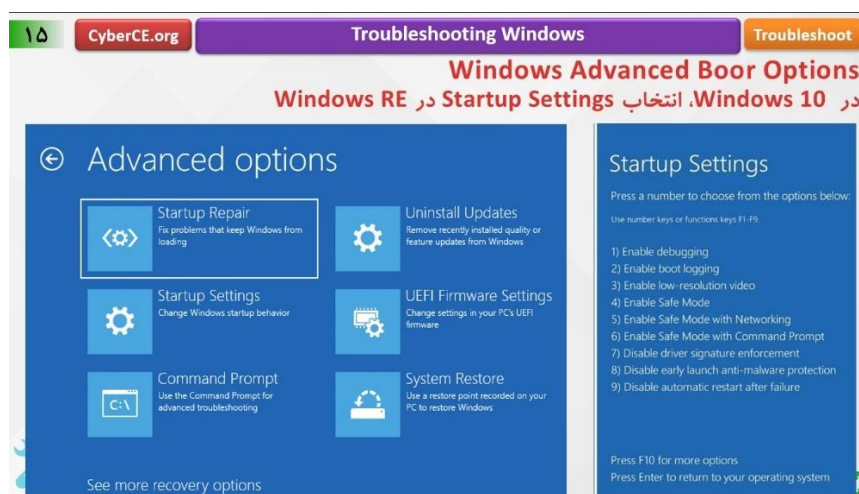 ۱۵
CyberCE.org
Troubleshooting Windows
Troubleshoot
Windows Advanced Boor Options
در Windows 10، انتخاب Startup Settings در Windows RE
Advanced options
Startup Repair
Fix problems that keep Windows from
loading
Uninstall Updates
Remove recently installed quality or
feature updates from Windows
Startup Settings
Change Windows startup behavior
UEFI Firmware Settings
Change settings in your PC's UEFI
firmware
Command Prompt
Use the Command Prompt for
advanced troubleshooting
C:\
System Restore
Use a restore point recorded on your
PC to restore Windows
See more recovery options
Startup Settings
Press a number to choose from the options below:
Use number keys or functions keys F1-F9.
1) Enable debugging
2) Enable boot logging
3) Enable low-resolution video
4) Enable Safe Mode
5) Enable Safe Mode with Networking
6) Enable Safe Mode with Command Prompt
7) Disable driver signature enforcement
8) Disable early launch anti-malware protection
9) Disable automatic restart after failure
Press F10 for more options
Press Enter to return to your operating system